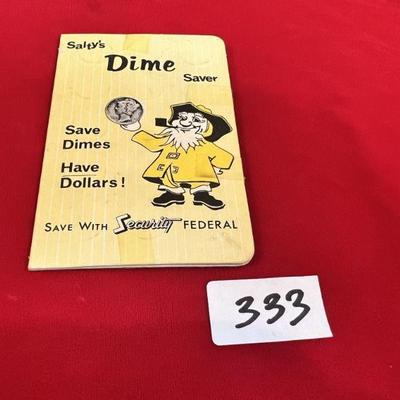 Salty's
Dime
Saver
Save
Dimes
Have
Dollars!
SAVE WITH Security FEDERAL
333